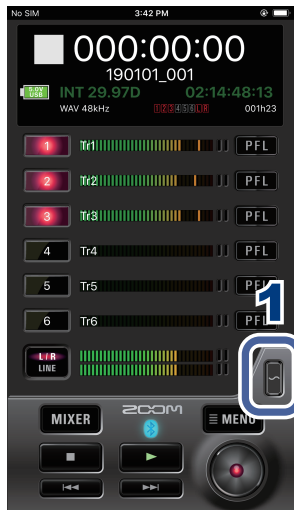 No SIM 3:42 PM
000:00:00
190101_001
5.0V USB INT 29.97D 02:14:48:13
WAV 48kHz 1 2 3 4 5 6 L R 001h23
1 Tr1 PFL
2 Tr2 PFL
3 Tr3 PFL
4 Tr4 PFL
5 Tr5 PFL
1
6 Tr6 PFL
L/R
LINE
MIXER ZOOM MENU